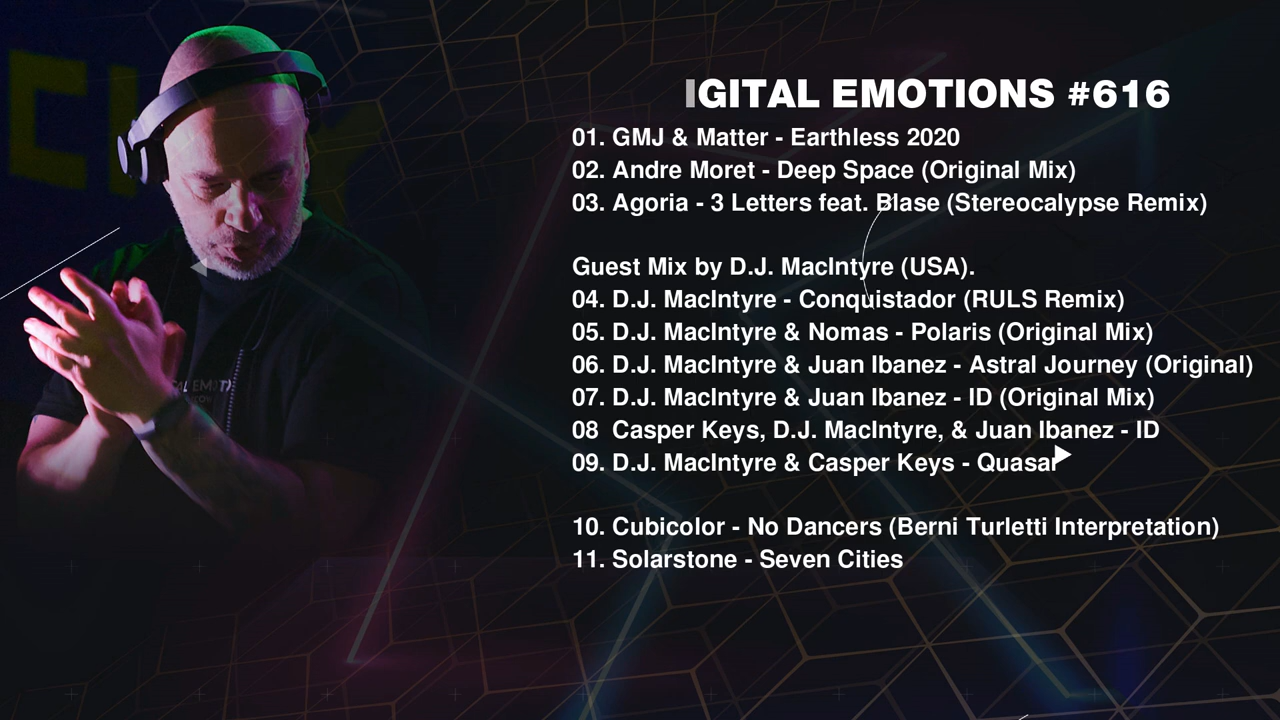 IGITAL EMOTIONS #616
01. GMJ & Matter - Earthless 2020
02. Andre Moret - Deep Space (Original Mix)
03. Agoria - 3 Letters feat. Blase (Stereocalypse Remix)
Guest Mix by D.J. MacIntyre (USA).
04. D.J. MacIntyre - Conquistador (RULS Remix)
05. D.J. MacIntyre & Nomas - Polaris (Original Mix)
06. D.J. MacIntyre & Juan Ibanez - Astral Journey (Original)
07. D.J. MacIntyre & Juan Ibanez - ID (Original Mix)
08  Casper Keys, D.J. MacIntyre, & Juan Ibanez - ID
09. D.J. MacIntyre & Casper Keys - Quasar
10. Cubicolor - No Dancers (Berni Turletti Interpretation)
11. Solarstone - Seven Cities